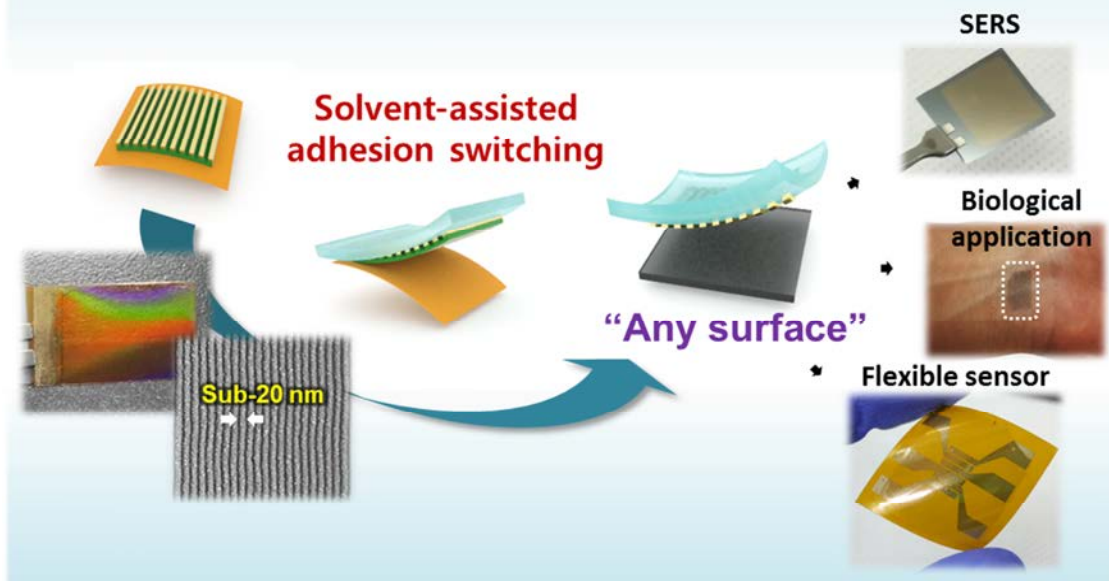 SERS
Solvent-assisted
adhesion switching
Biological
application
“Any surface”
Sub-20 nm
Flexible sensor